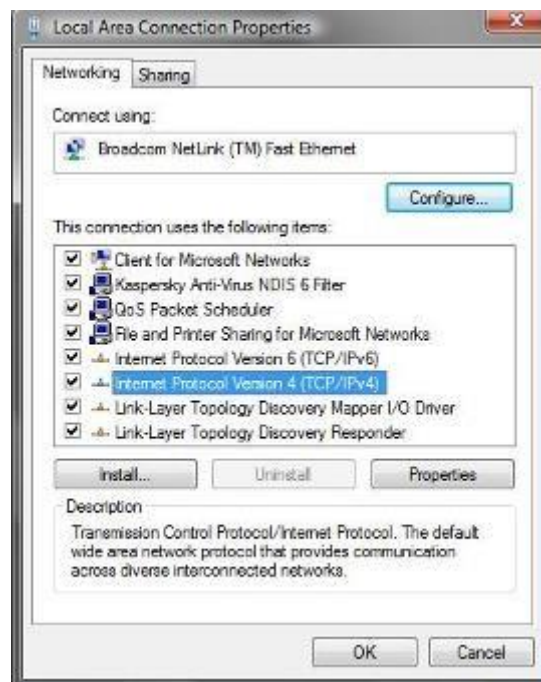 Local Area Connection Properties
Networking
Sharing
Connect using:
Broadcom NetLink (TM) Fast Ethernet
Configure...
This connection uses the following items:
Client for Microsoft Networks
Kaspersky Anti-Virus NDIS 6 Filter
QoS Packet Scheduler
File and Printer Sharing for Microsoft Networks
Internet Protocol Version 6 (TCP/IPv6)
Internet Protocol Version 4 (TCP/IPv4)
Link-Layer Topology Discovery Mapper I/O Driver
Link-Layer Topology Discovery Responder
Install...
Uninstall
Properties
Description
Transmission Control Protocol/Internet Protocol. The default
wide area network protocol that provides communication
across diverse interconnected networks.
OK
Cancel